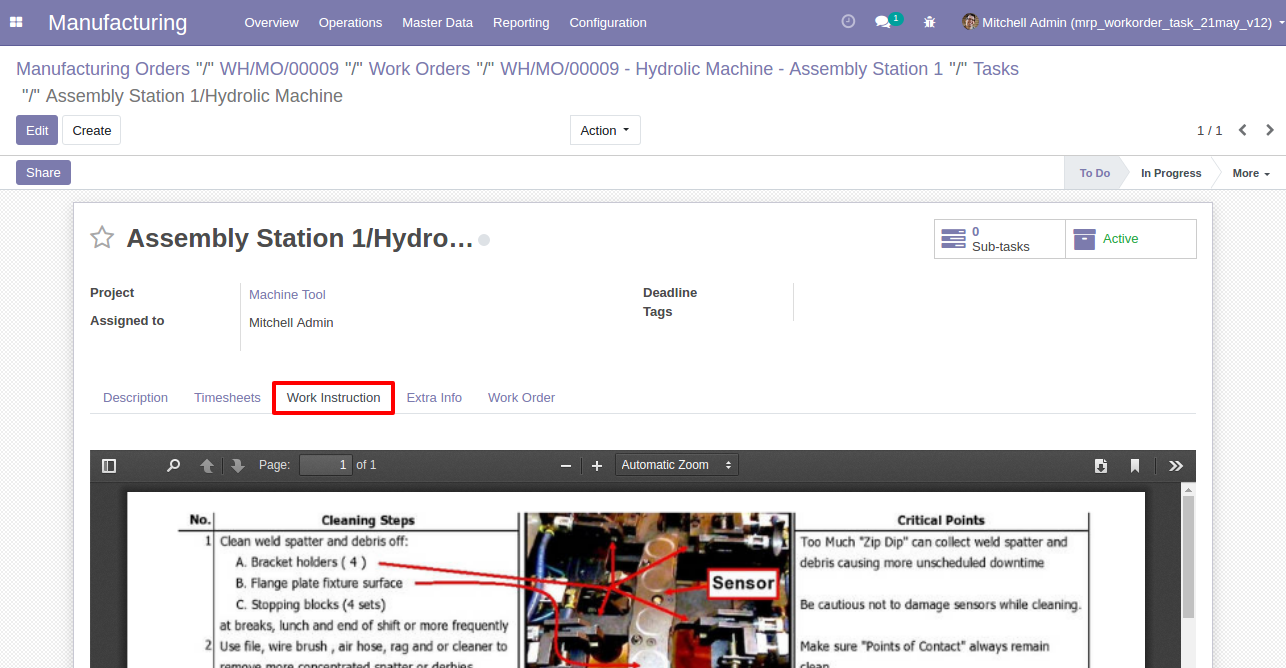 Manufacturing Overview Operations Master Data Reporting Configuration 1 Mitchell Admin (mrp_workorder_task_21may_v12)
Manufacturing Orders "/" WH/MO/00009 "/" Work Orders "/" WH/MO/00009 - Hydrolic Machine - Assembly Station 1 "/" Tasks
"/" Assembly Station 1/Hydrolic Machine
Edit Create Action 1 / 1
Share To Do In Progress More
Assembly Station 1/Hydro...
0
Sub-tasks
Active
Project Machine Tool
Assigned to Mitchell Admin
Deadline
Tags
Description Timesheets Work Instruction Extra Info Work Order
Page: 1 of 1 Automatic Zoom
No. Cleaning Steps
1 Clean weld spatter and debris off:
A. Bracket holders ( 4 )
B. Flange plate fixture surface
C. Stopping blocks (4 sets)
at breaks, lunch and end of shift or more frequently
2 Use file, wire brush , air hose, rag and or cleaner to
remove more concentrated spatter or derbies
Sensor
Critical Points
Too Much "Zip Dip" can collect weld spatter and
debris causing more unscheduled downtime
Be cautious not to damage sensors while cleaning.
Make sure "Points of Contact" always remain
clean